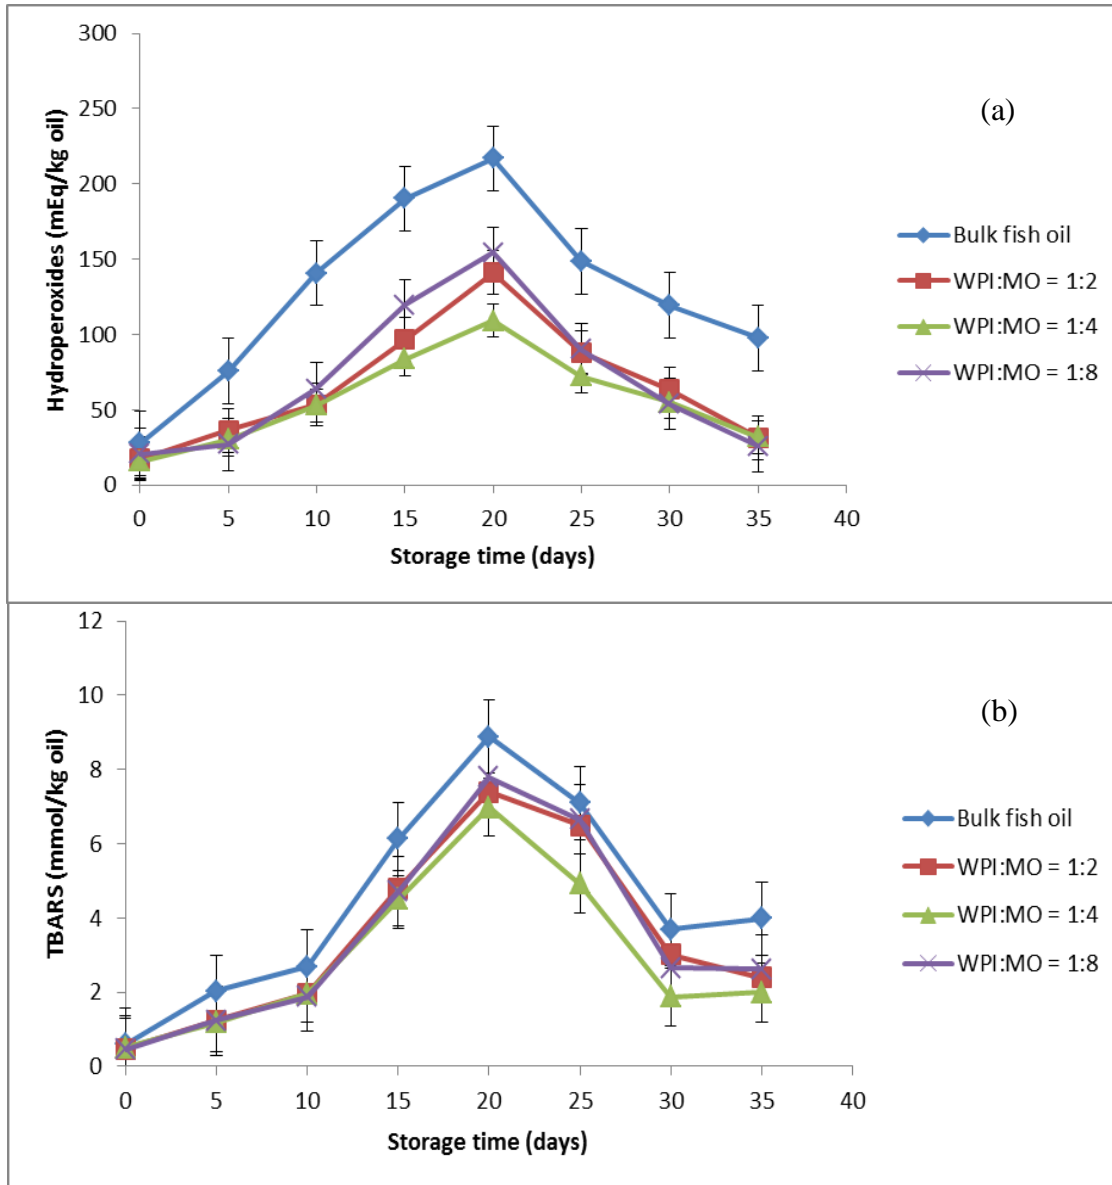 300
250
200
150
100
50
0
Hydroperoxides (mEq/kg oil)
0 5 10 15 20 25 30 35 40
Storage time (days)
(a)
Bulk fish oil
WPI:MO = 1:2
WPI:MO = 1:4
WPI:MO = 1:8
12
10
8
6
4
2
0
TBARS (mmol/kg oil)
0 5 10 15 20 25 30 35 40
Storage time (days)
(b)
Bulk fish oil
WPI:MO = 1:2
WPI:MO = 1:4
WPI:MO = 1:8